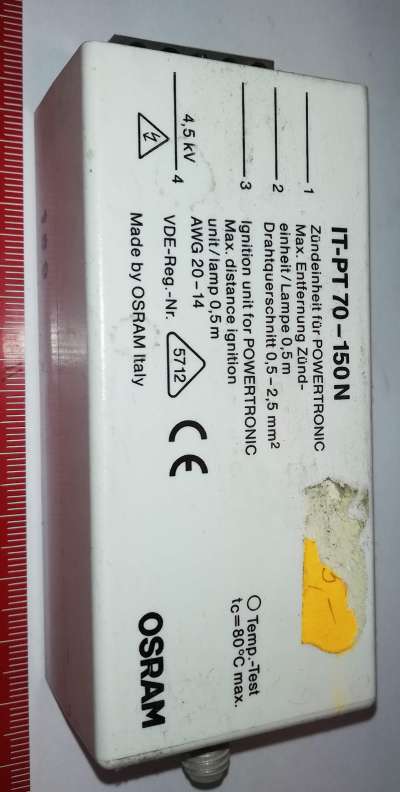 IT-PT 70-150 N
1
2
3
4,5 kV
4
Zündeinheit für POWERTRONIC
Max. Entfernung Zünd-
einheit/Lampe 0,5 m
Drahtquerschnitt 0,5-2,5 mm²
Ignition unit for POWERTRONIC
Max. distance ignition
unit/lamp 0,5 m
AWG 20-14
VDE-Reg.-Nr. 5712
CE
Made by OSRAM Italy
Temp.-Test
tc=80°C max.
OSRAM